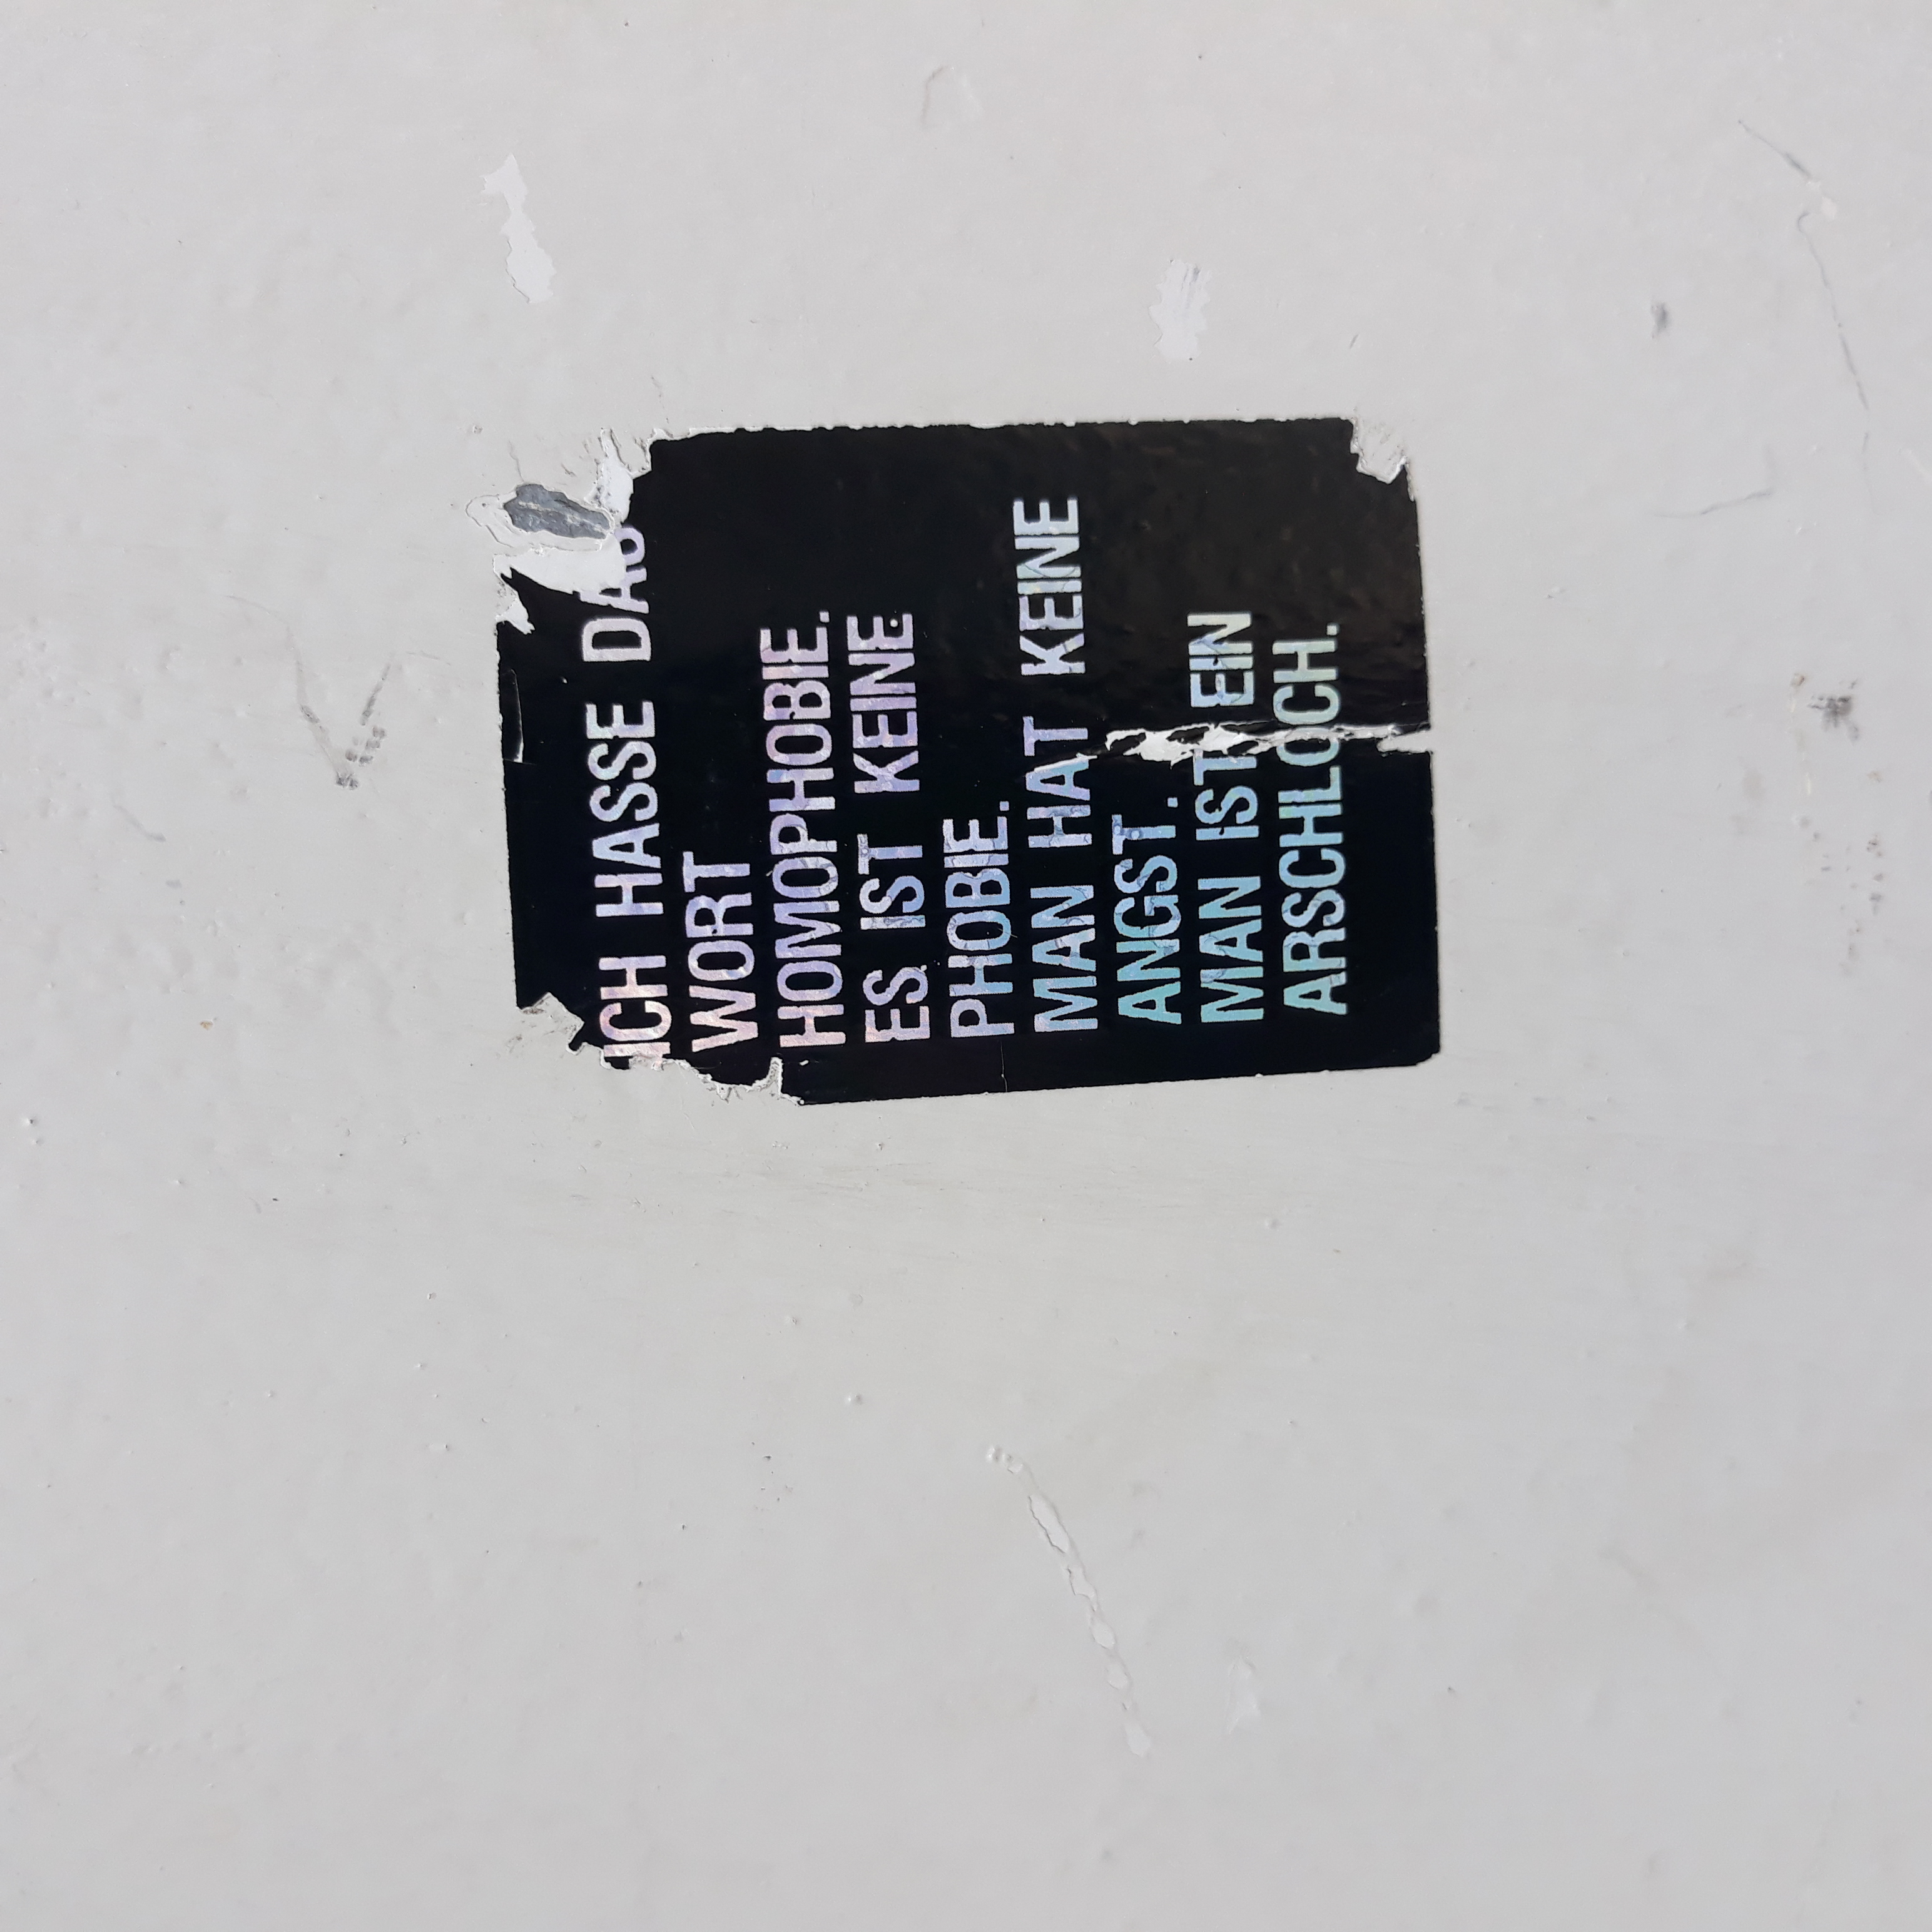 ICH HASSE DAS
WORT
HOMOPHOBIE.
ES IST KEINE
PHOBIE.
MAN HAT KEINE
ANGST.
MAN IST EIN
ARSCHLOCH.